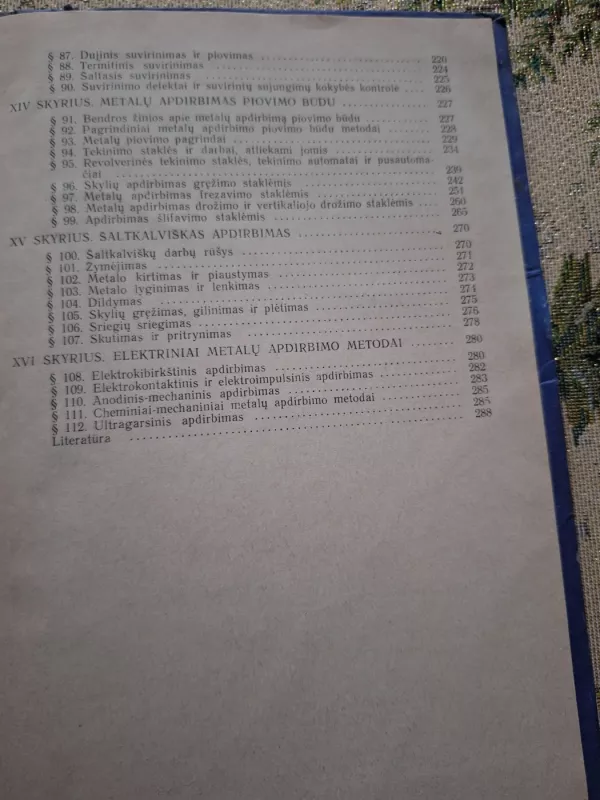 § 87. Dujinis suvirinimas ir piovimas 220
§ 88. Termitinis suvirinimas 224
§ 89. Šaltasis suvirinimas 225
§ 90. Suvirinimo defektai ir suvirintų sujungimų kokybės kontrolė 226
XIV SKYRIUS. METALŲ APDIRBIMAS PIOVIMO BŪDU 227
§ 91. Bendros žinios apie metalų apdirbimą piovimo būdu 227
§ 92. Pagrindiniai metalų apdirbimo piovimo būdu metodai 228
§ 93. Metalų piovimo pagrindai 229
§ 94. Tekinimo staklės ir darbai, atliekami jomis 234
§ 95. Revolverinės tekinimo staklės, tekinimo automatai ir pusautoma-
čiai 239
§ 96. Skylių apdirbimas gręžimo staklėmis 242
§ 97. Metalų apdirbimas frezavimo staklėmis 251
§ 98. Metalų apdirbimas drožimo ir vertikaliojo drožimo staklėmis 260
§ 99. Apdirbimas šlifavimo staklėmis 265
XV SKYRIUS. ŠALTKALVIŠKAS APDIRBIMAS 270
§ 100. Šaltkalviškų darbų rūšys 270
§ 101. Žymėjimas 271
§ 102. Metalo kirtimas ir piaustymas 272
§ 103. Metalo lyginimas ir lenkimas 273
§ 104. Dildymas 274
§ 105. Skylių gręžimas, gilinimas ir plėtimas 275
§ 106. Sriegių sriegimas 276
§ 107. Skutimas ir pritrynimas 278
XVI SKYRIUS. ELEKTRINIAI METALŲ APDIRBIMO METODAI 280
§ 108. Elektrokibirkštinis apdirbimas 280
§ 109. Elektrokontaktinis ir elektroimpulsinis apdirbimas 282
§ 110. Anodinis-mechaninis apdirbimas 283
§ 111. Cheminiai-mechaniniai metalų apdirbimo metodai 285
§ 112. Ultragarsinis apdirbimas 285
Literatūra 288